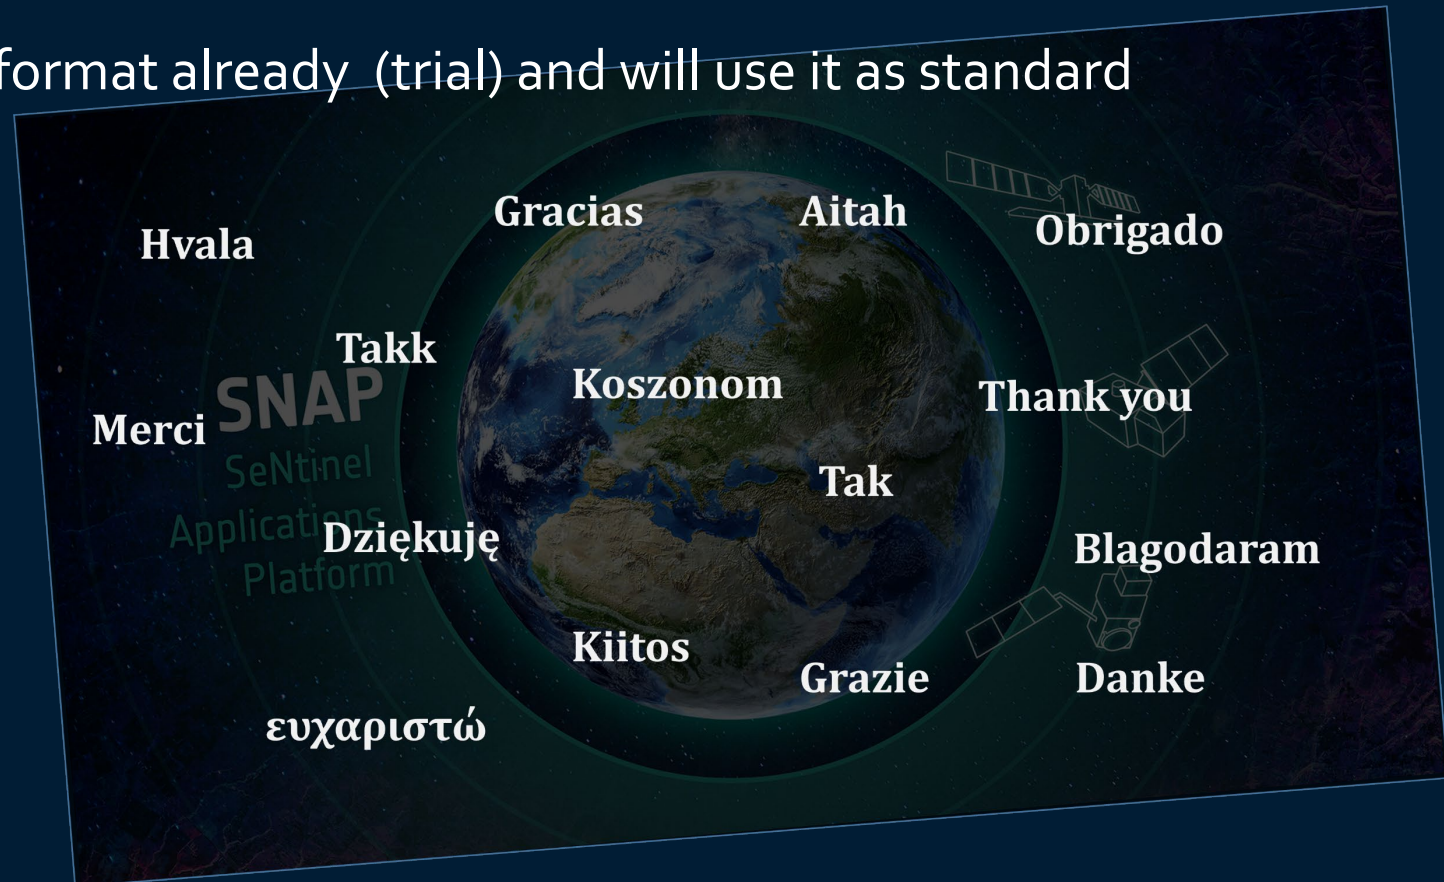 format already (trial) and will use it as standard
Gracias
Aitah
Obrigado
Hvala
Takk
Koszonom
Thank you
SNAP
Merci
SeNtinel
Tak
Applications
Dziękuję
Blagodaram
Platform
Kiitos
Grazie
Danke
ευχαριστώ